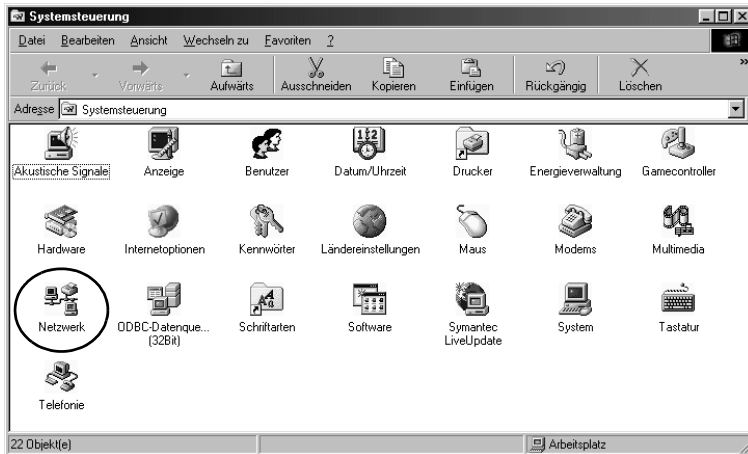 Systemsteuerung
Datei Bearbeiten Ansicht Wechseln zu Favoriten ?
Zurück Vorwärts Aufwärts Ausschneiden Kopieren Einfügen Rückgängig Löschen »
Adresse Systemsteuerung
Akustische Signale Anzeige Benutzer Datum/Uhrzeit Drucker Energieverwaltung Gamecontroller
Hardware Internetoptionen Kennwörter Ländereinstellungen Maus Modems Multimedia
Netzwerk ODBC-Datenque... Schriftarten Software Symantec System Tastatur
(32Bit) LiveUpdate
Telefonie
22 Objekt(e) Arbeitsplatz